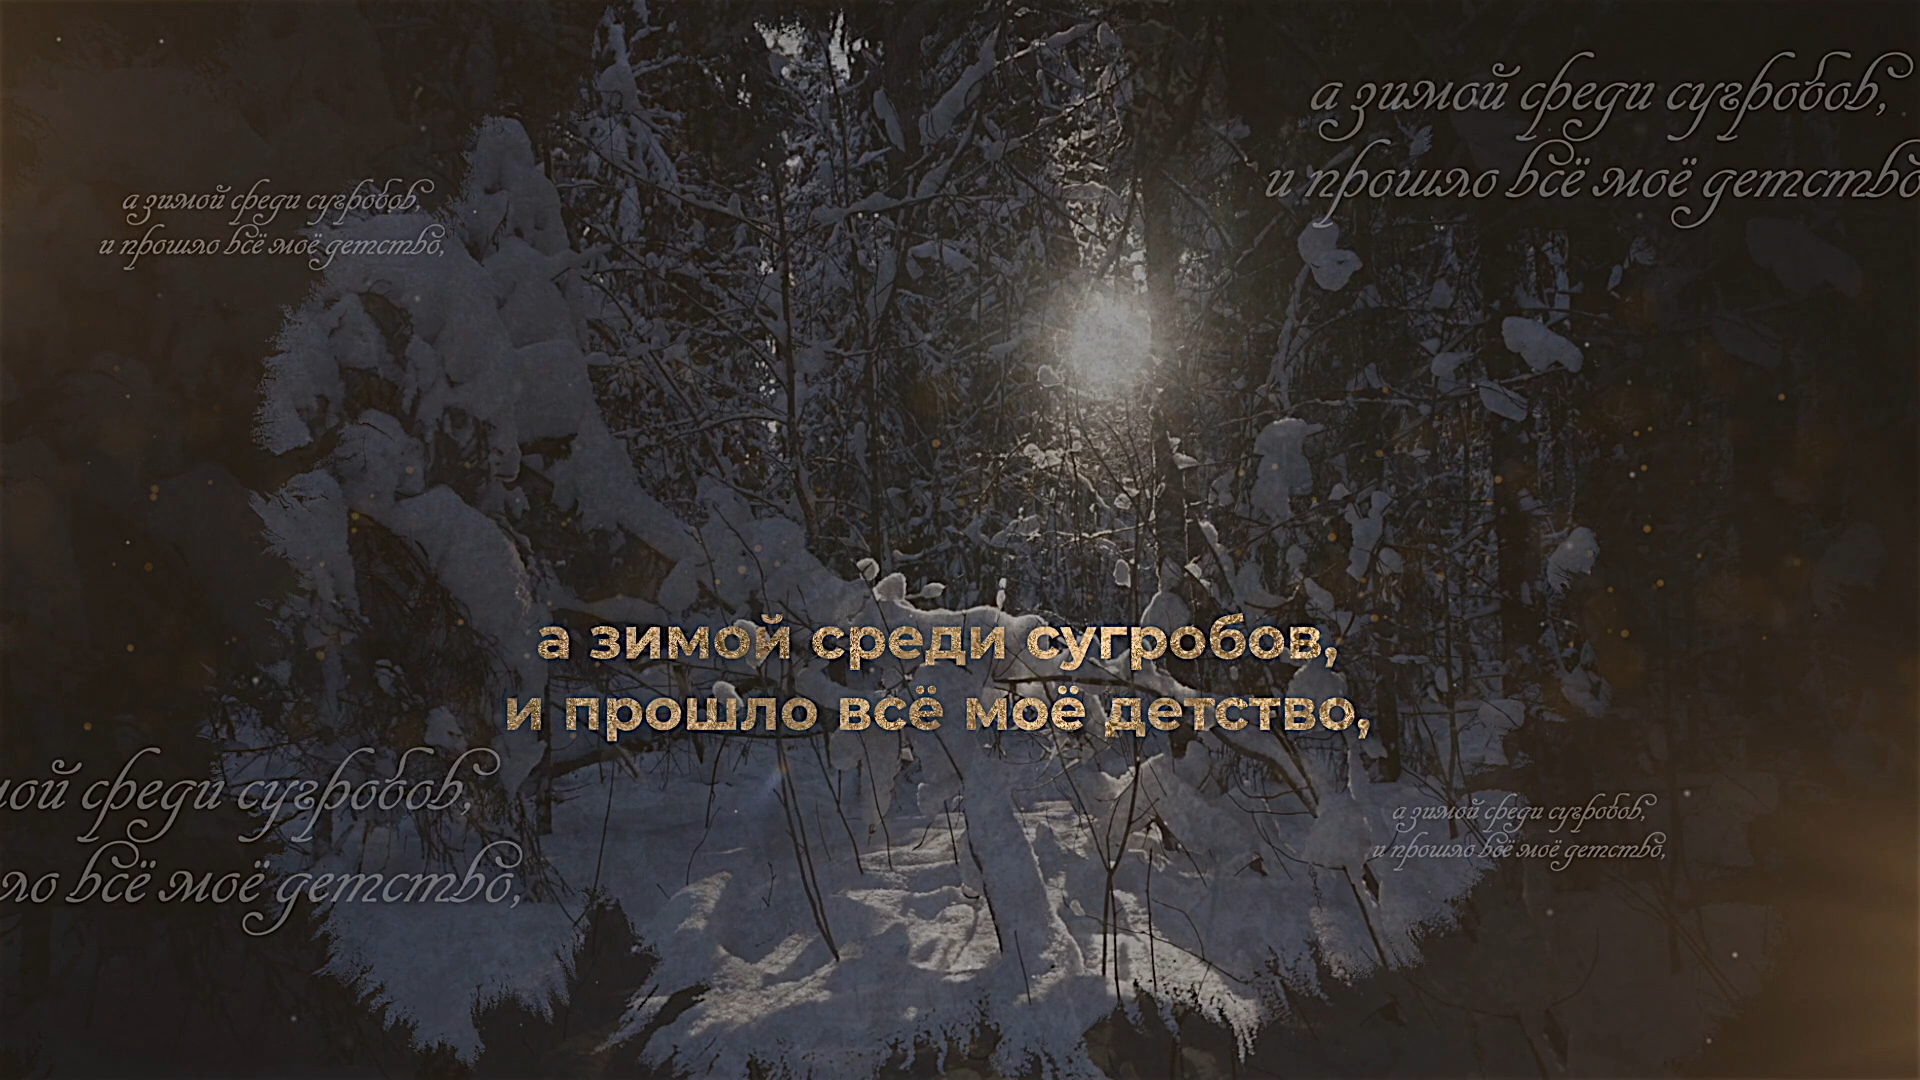 а зимой среди сугробов,
и прошло всё моё детство,
а зимой среди сугробов,
и прошло всё моё детство
а зимой среди сугробов,
и прошло всё моё детство,
среди сугробов,
всё моё детство,
а зимой среди сугробов,
и прошло всё моё детство,